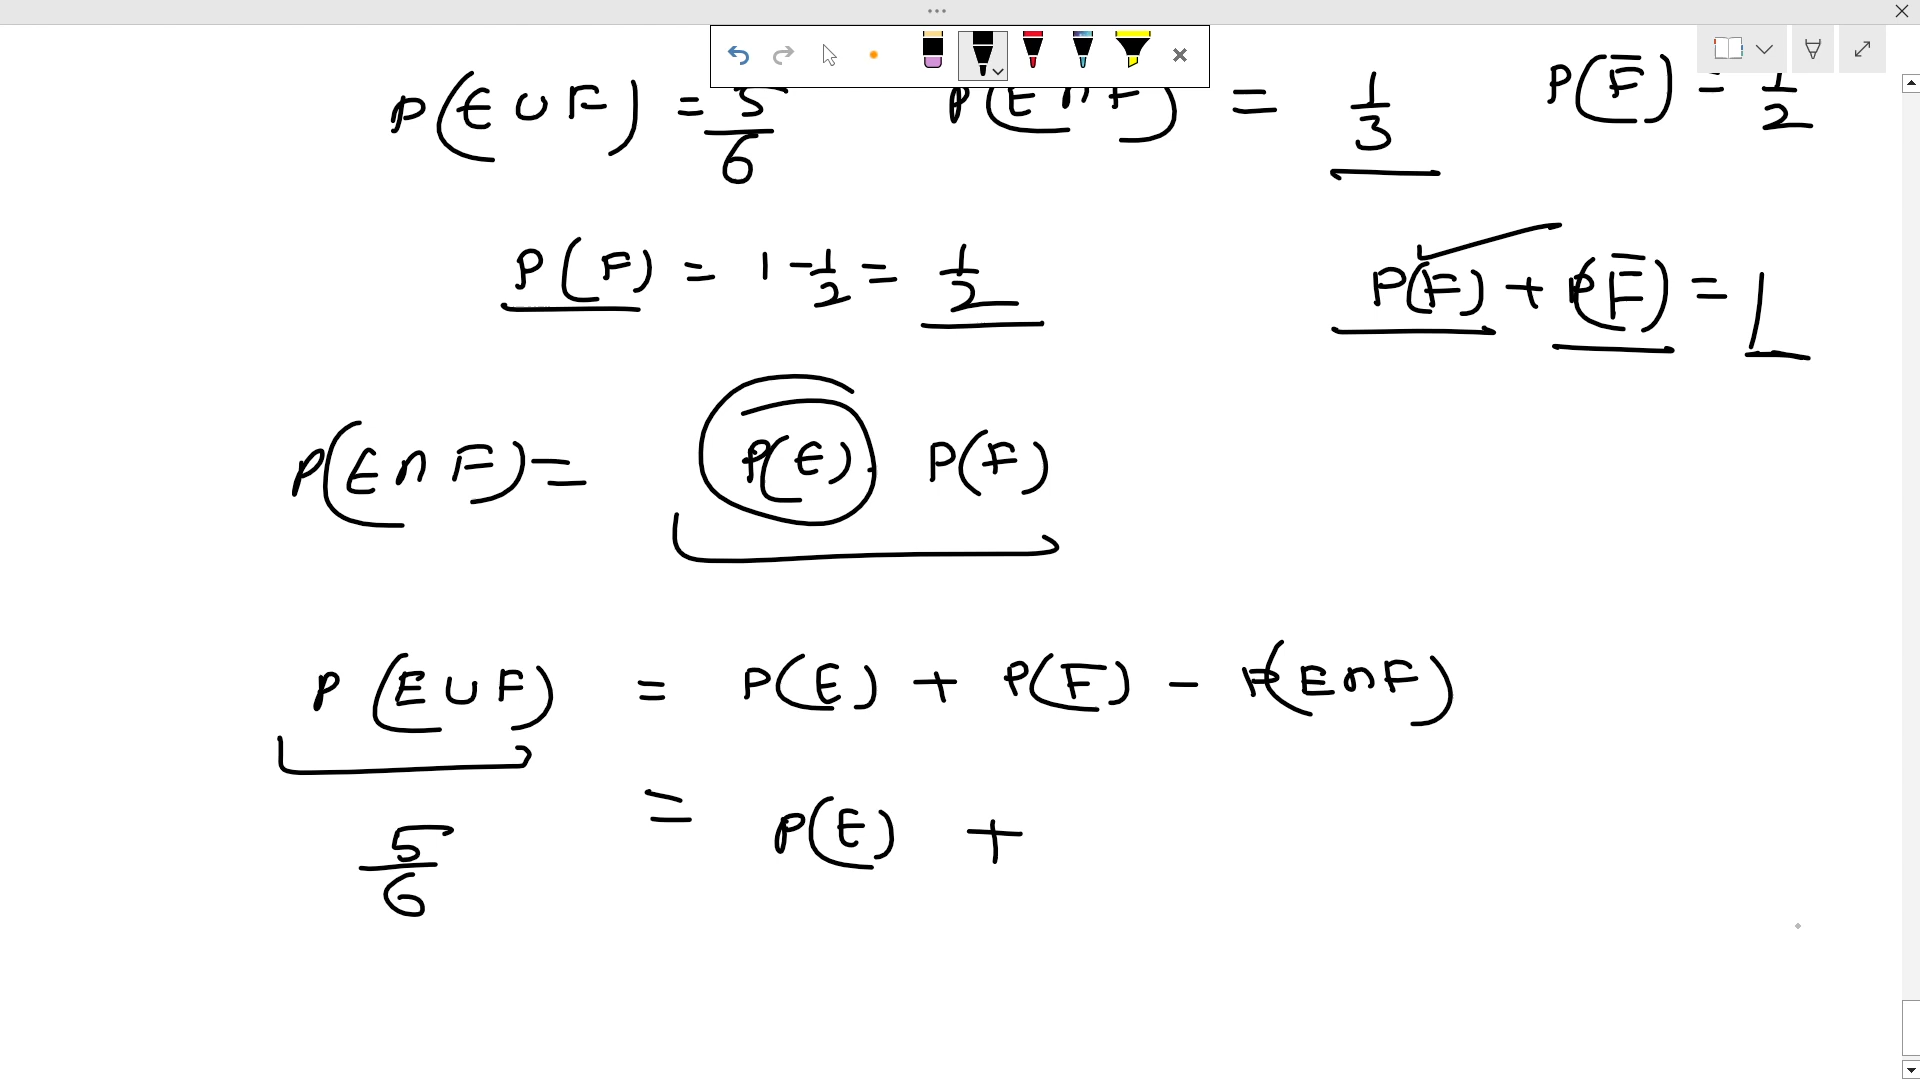 P(E ∪ F) = 5/6 P(E ∩ F) = 1/3 P(F̅) = 1/2
P(F) = 1 - 1/2 = 1/2 P(F) + P(F̅) = 1
P(E ∩ F) = P(E) . P(F)
P(E ∪ F) = P(E) + P(F) - P(E ∩ F)
5/6 = P(E) +